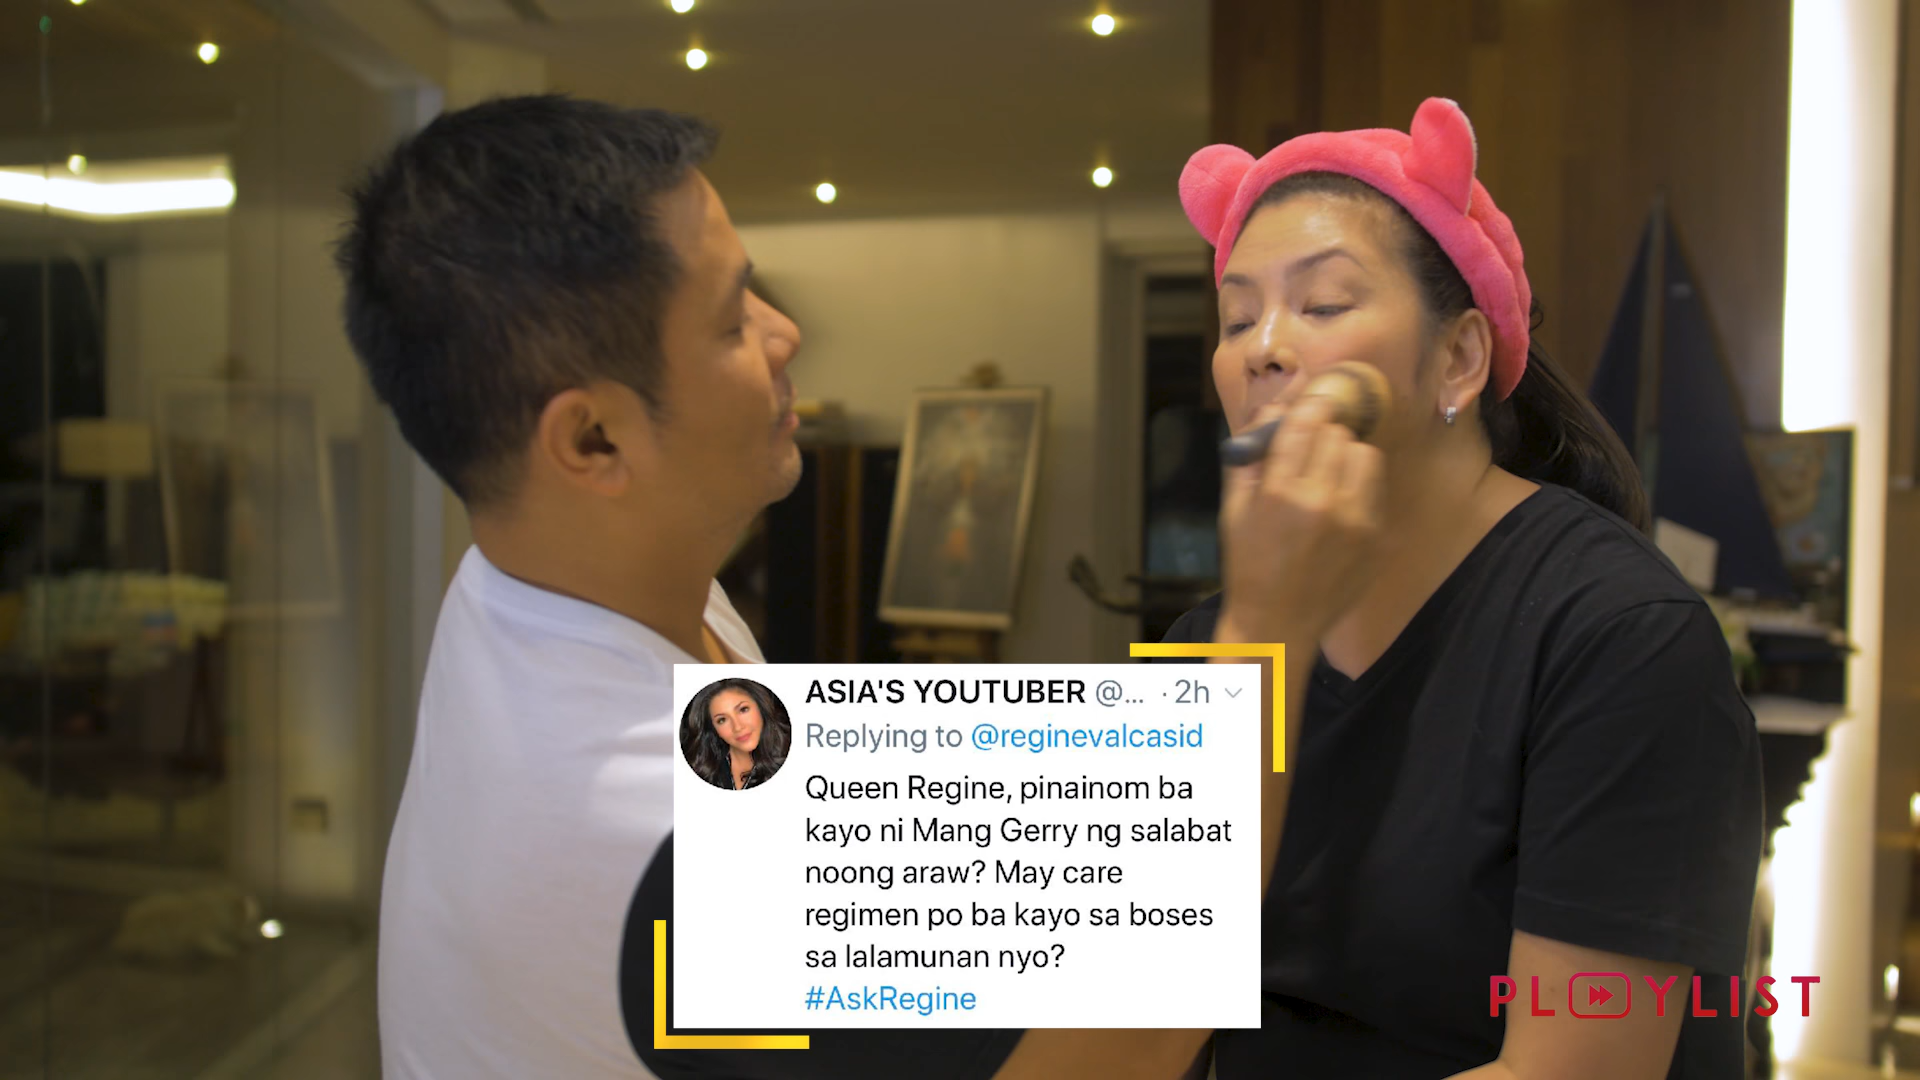 ASIA'S YOUTUBER @... · 2h
Replying to @reginevalcasid
Queen Regine, pinainom ba
kayo ni Mang Gerry ng salabat
noong araw? May care
regimen po ba kayo sa boses
sa lalamunan nyo?
#AskRegine
PLAYLIST